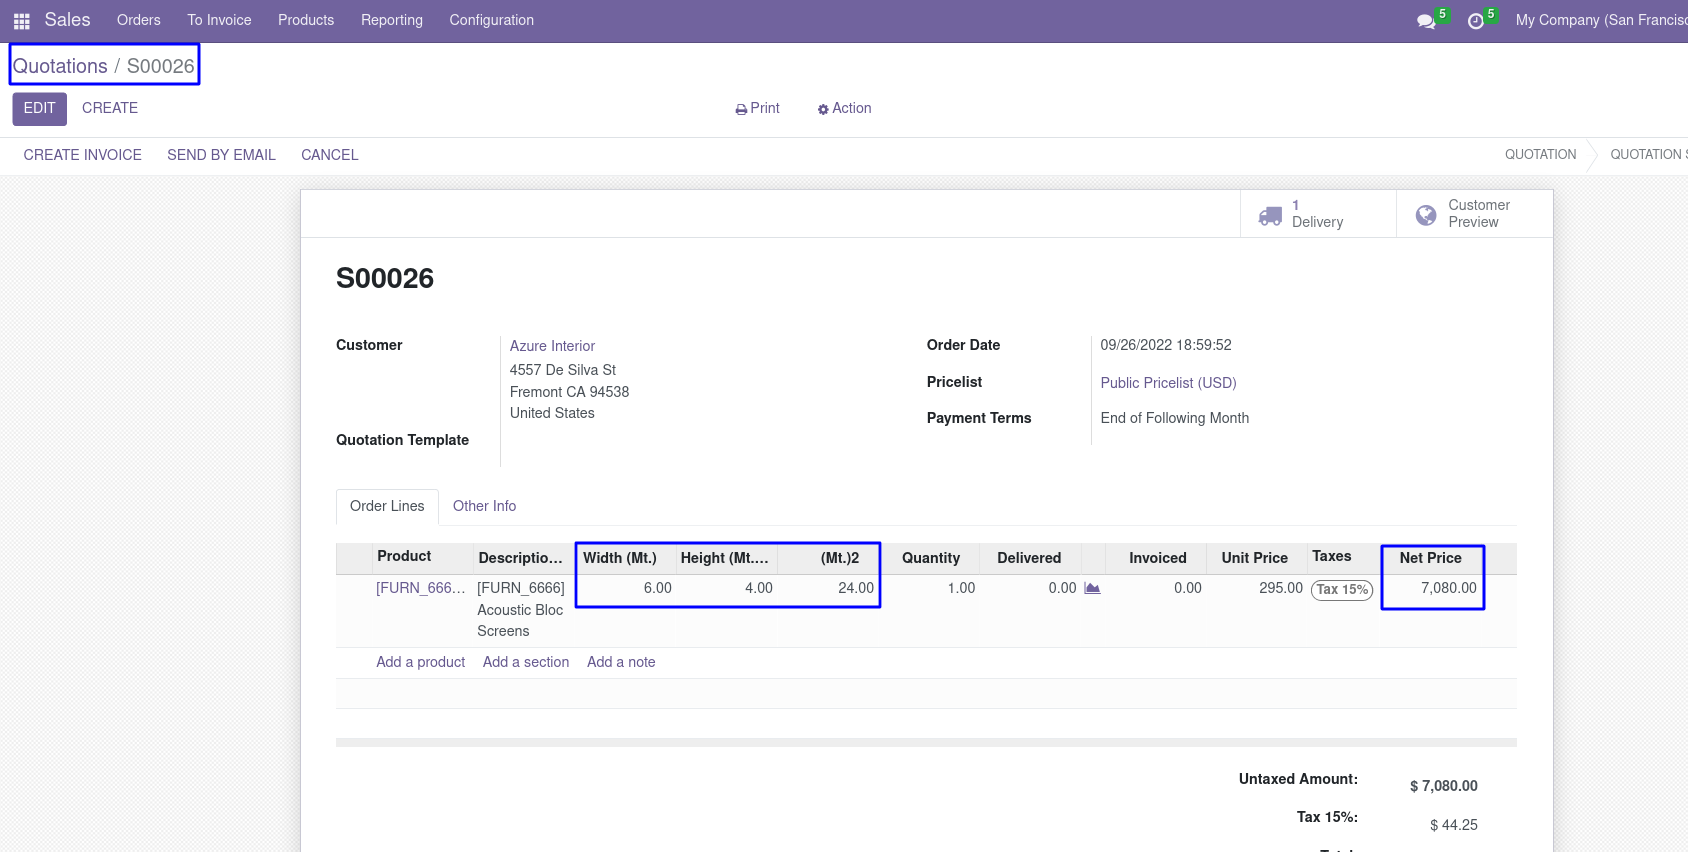 Sales Orders To Invoice Products Reporting Configuration 5 5 My Company (San Francisc
Quotations / S00026
EDIT CREATE Print Action
CREATE INVOICE SEND BY EMAIL CANCEL QUOTATION QUOTATION S
1
Delivery
Customer
Preview
S00026
Customer
Azure Interior
4557 De Silva St
Fremont CA 94538
United States
Quotation Template
Order Date 09/26/2022 18:59:52
Pricelist Public Pricelist (USD)
Payment Terms End of Following Month
Order Lines Other Info
Product Descriptio... Width (Mt.) Height (Mt.... (Mt.)2 Quantity Delivered Invoiced Unit Price Taxes Net Price
[FURN_666... [FURN_6666] 6.00 4.00 24.00 1.00 0.00 0.00 295.00 Tax 15% 7,080.00
Acoustic Bloc
Screens
Add a product Add a section Add a note
Untaxed Amount: $ 7,080.00
Tax 15%: $ 44.25